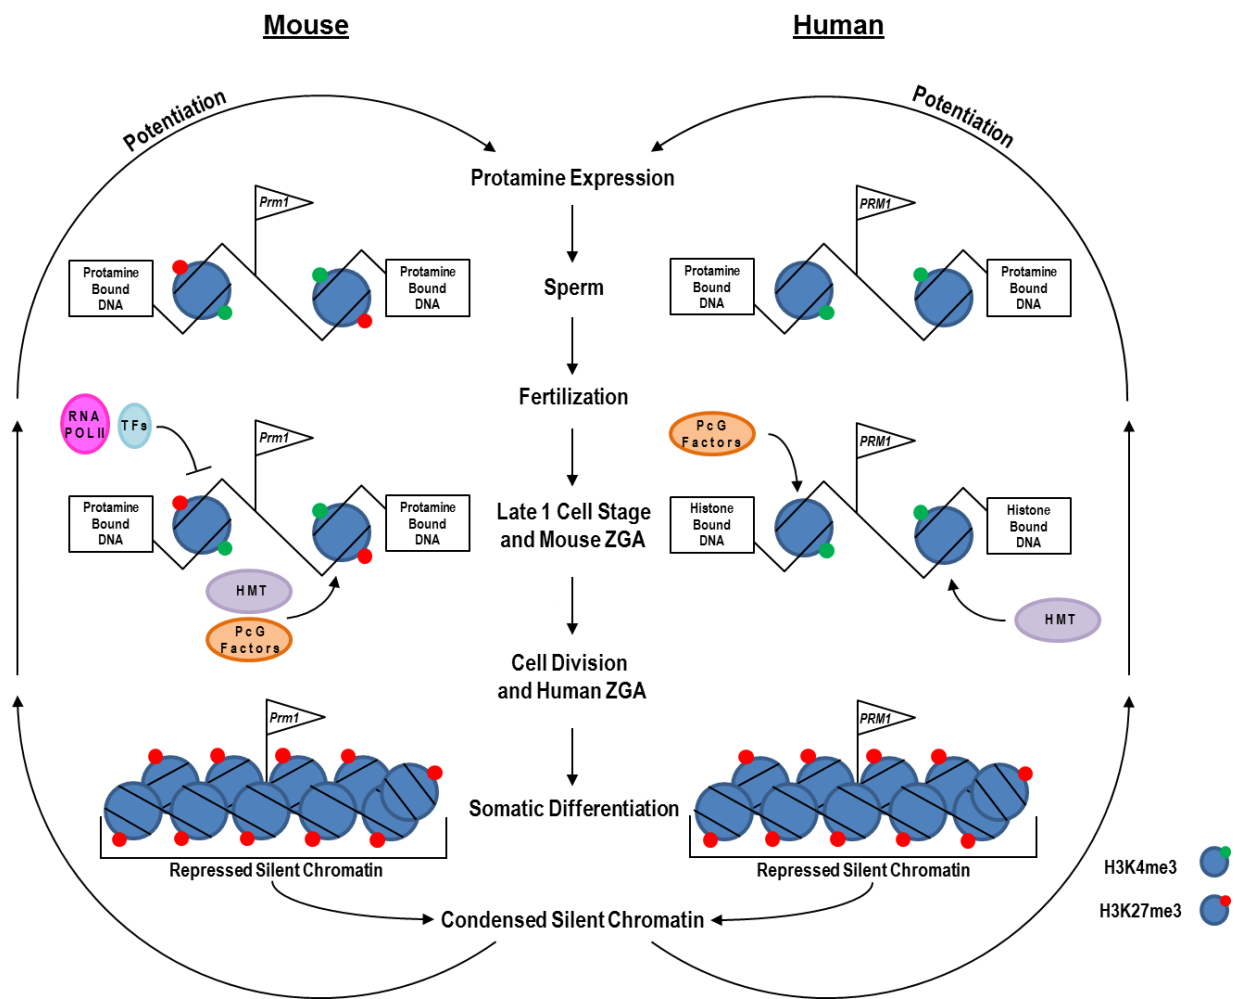 Mouse
Human
Potentiation
Potentiation
Protamine Expression
Prm1
PRM1
Protamine
Bound
DNA
Protamine
Bound
DNA
Sperm
Protamine
Bound
DNA
Protamine
Bound
DNA
Fertilization
RNA
POL II
TFs
Prm1
PcG
Factors
PRM1
Protamine
Bound
DNA
Protamine
Bound
DNA
Late 1 Cell Stage
and Mouse ZGA
Histone
Bound
DNA
Histone
Bound
DNA
HMT
PcG
Factors
HMT
Cell Division
and Human ZGA
Prm1
PRM1
Somatic Differentiation
Repressed Silent Chromatin
Repressed Silent Chromatin
H3K4me3
H3K27me3
Condensed Silent Chromatin